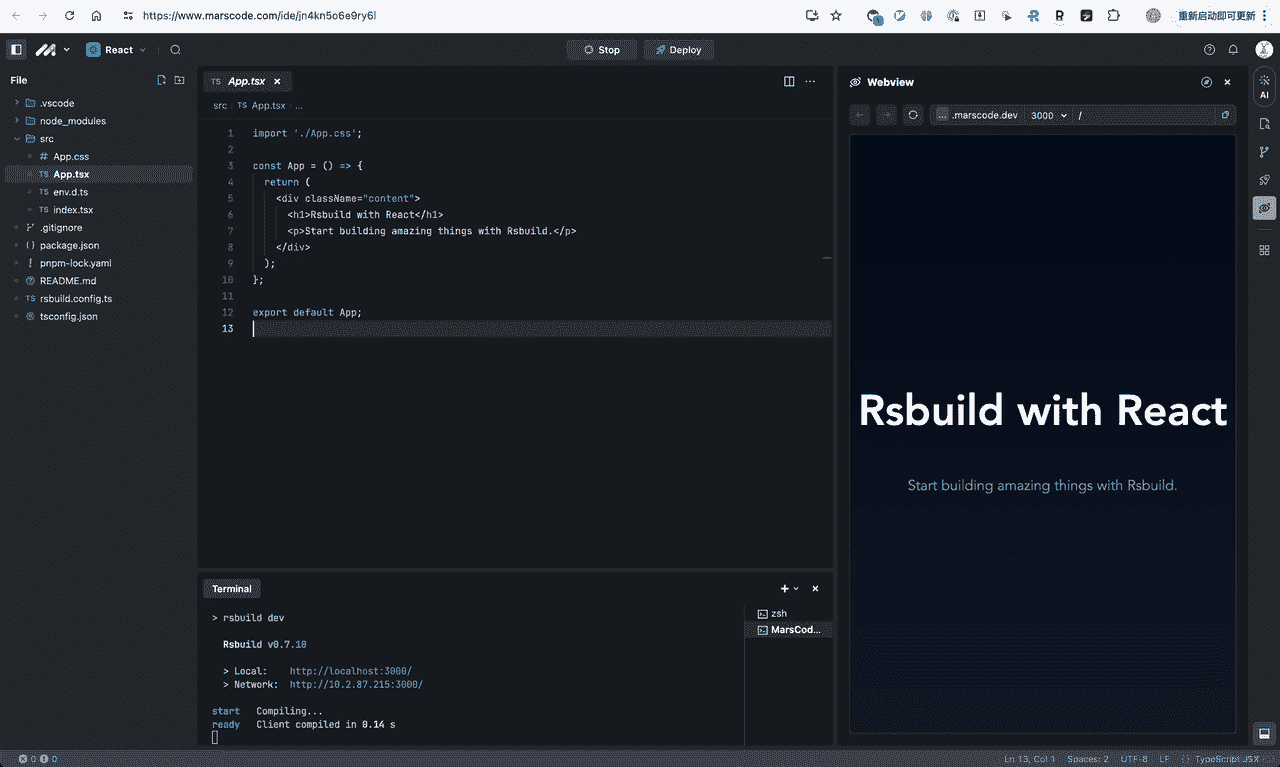 https://www.marscode.com/ide/jn4kn5o6e9ry6l
重新启动即可更新
React
Stop
Deploy
File
.vscode
node_modules
src
App.css
App.tsx
env.d.ts
index.tsx
.gitignore
package.json
pnpm-lock.yaml
README.md
rsbuild.config.ts
tsconfig.json
TS App.tsx
src TS App.tsx ...
1 import './App.css';
2
3 const App = () => {
4 return (
5 <div className="content">
6 <h1>Rsbuild with React</h1>
7 <p>Start building amazing things with Rsbuild.</p>
8 </div>
9 );
10 };
11
12 export default App;
13
Terminal
> rsbuild dev
Rsbuild v0.7.10
> Local: http://localhost:3000/
> Network: http://10.2.87.215:3000/
start Compiling...
ready Client compiled in 0.14 s
zsh
MarsCod...
Webview
... .marscode.dev 3000 /
Rsbuild with React
Start building amazing things with Rsbuild.
AI
0 0
Ln 13, Col 1 Spaces: 2 UTF-8 LF TypeScript JSX